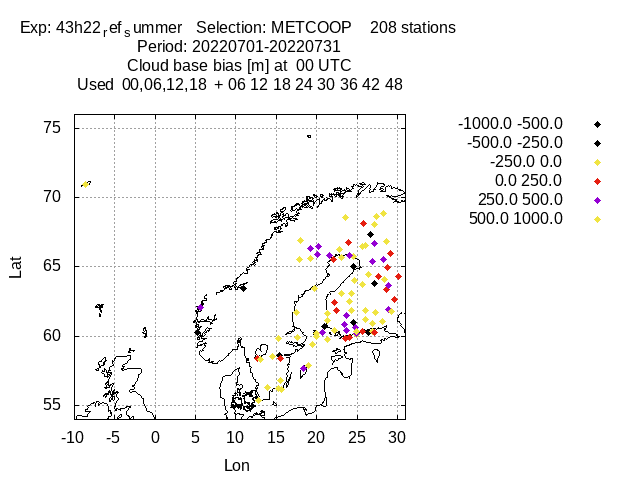 Exp: 43h22ref summer Selection: METCOOP 208 stations
Period: 20220701-20220731
Cloud base bias [m] at 00 UTC
Used 00,06,12,18 + 06 12 18 24 30 36 42 48
75
70
65
60
55
Lat
-10 -5 0 5 10 15 20 25 30
Lon
-1000.0 -500.0
-500.0 -250.0
-250.0 0.0
0.0 250.0
250.0 500.0
500.0 1000.0